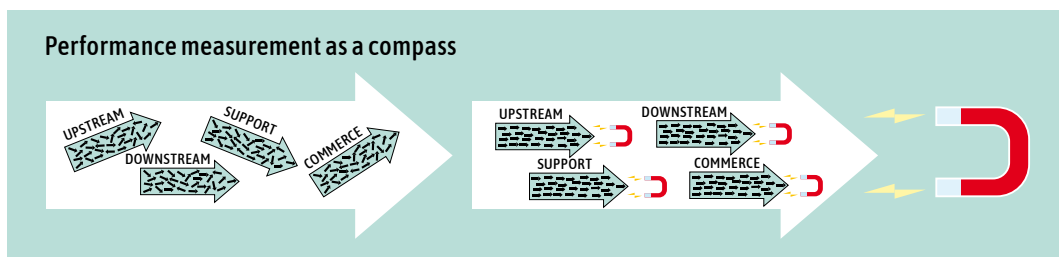 Performance measurement as a compass
UPSTREAM
DOWNSTREAM
SUPPORT
COMMERCE
UPSTREAM
DOWNSTREAM
SUPPORT
COMMERCE